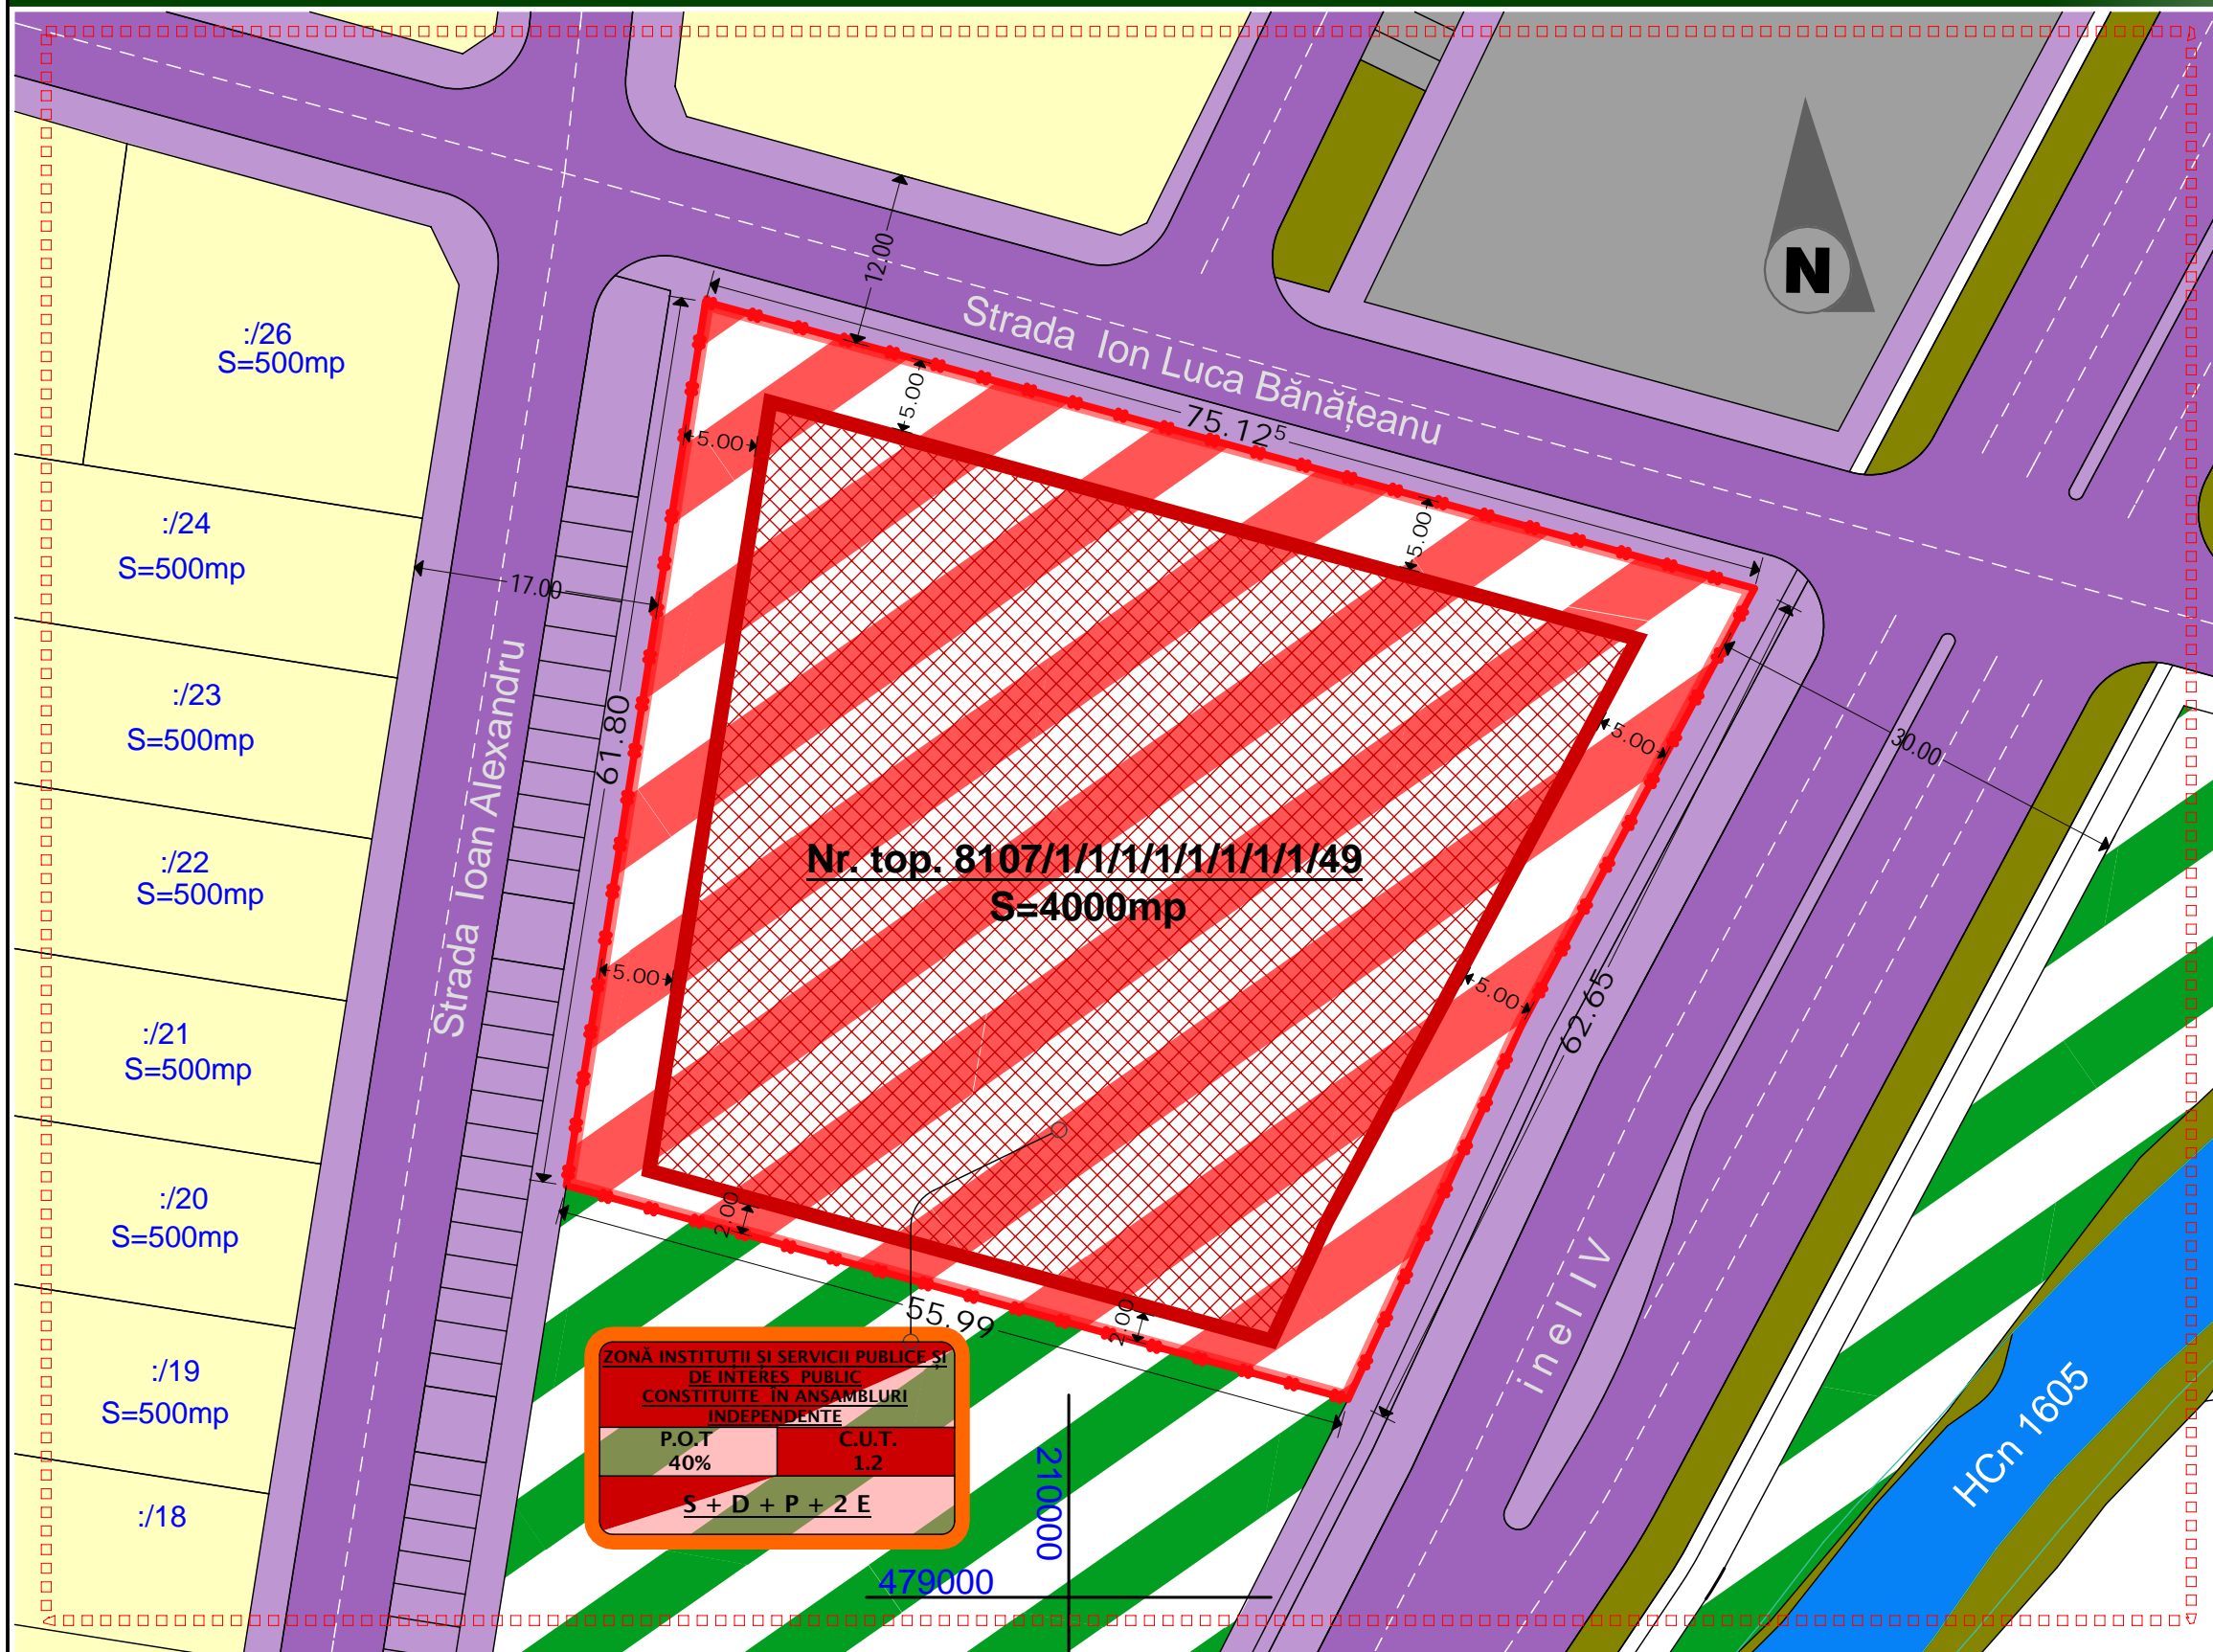 :/26
S=500mp
:/24
S=500mp
:/23
S=500mp
:/22
S=500mp
:/21
S=500mp
:/20
S=500mp
:/19
S=500mp
:/18
12.00
N
Strada Ion Luca Bănățeanu
75.12⁵
5.00
5.00
5.00
17.00
Strada Ioan Alexandru
61.80
5.00
30.00
Nr. top. 8107/1/1/1/1/1/1/1/1/49
S=4000mp
5.00
5.00
62.65
2.00
2.00
55.99
inel IV
HCn 1605
ZONĂ INSTITUȚII ȘI SERVICII PUBLICE ȘI
DE INTERES PUBLIC
CONSTITUITE ÎN ANSAMBLURI
INDEPENDENTE
P.O.T
40%
C.U.T.
1.2
S + D + P + 2 E
210000
479000